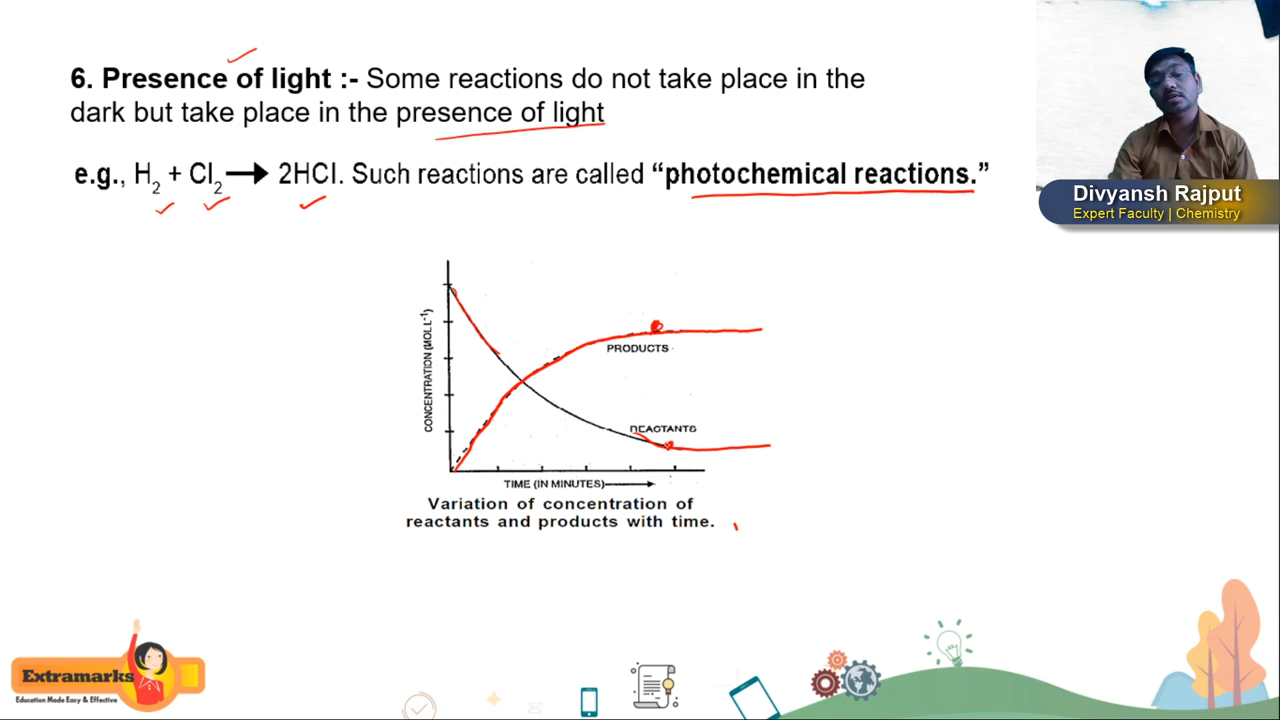 6. Presence of light :- Some reactions do not take place in the
dark but take place in the presence of light
e.g., H₂ + Cl₂ → 2HCl. Such reactions are called “photochemical reactions.”
Divyansh Rajput
Expert Faculty | Chemistry
CONCENTRATION (MOL L⁻¹)
PRODUCTS
REACTANTS
TIME (IN MINUTES)
Variation of concentration of
reactants and products with time.
Extramarks
Education Made Easy & Effective